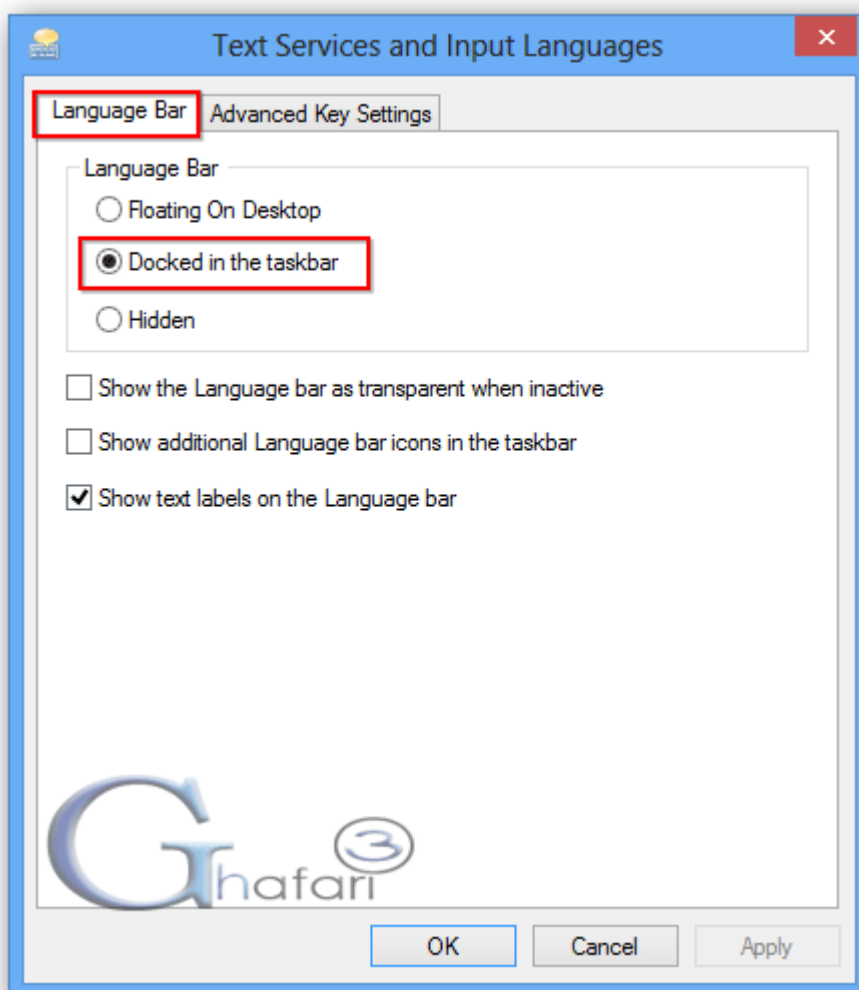 Text Services and Input Languages
Language Bar
Advanced Key Settings
Language Bar
Floating On Desktop
Docked in the taskbar
Hidden
Show the Language bar as transparent when inactive
Show additional Language bar icons in the taskbar
Show text labels on the Language bar
Ghafari 3
OK
Cancel
Apply